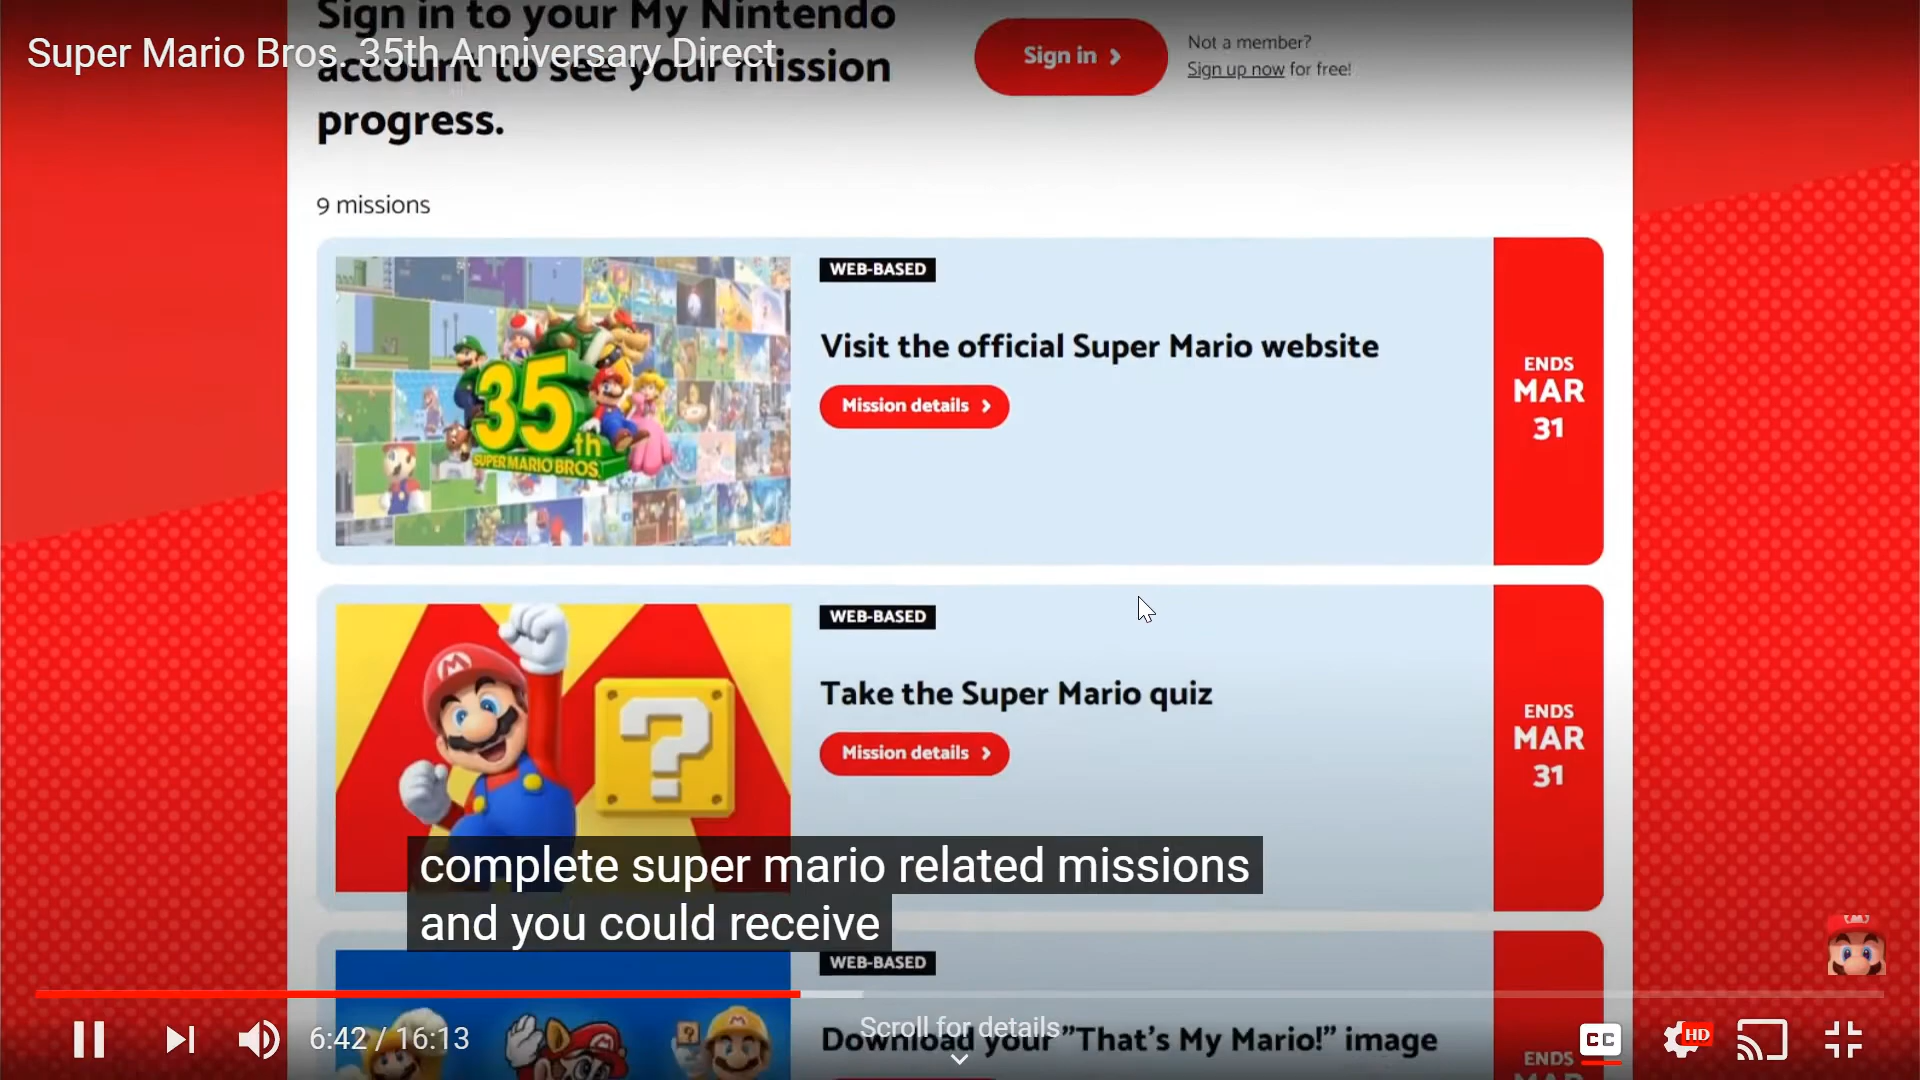 Sign in to your My Nintendo
account to see your mission
progress.
Super Mario Bros. 35th Anniversary Direct
Sign in
Not a member?
Sign up now for free!
9 missions
WEB-BASED
Visit the official Super Mario website
Mission details
ENDS
MAR
31
35th
SUPER MARIO BROS.
WEB-BASED
Take the Super Mario quiz
Mission details
ENDS
MAR
31
M
?
complete super mario related missions
and you could receive
WEB-BASED
Download your "That's My Mario!" image
ENDS
MAR
6:42 / 16:13
Scroll for details
CC
HD